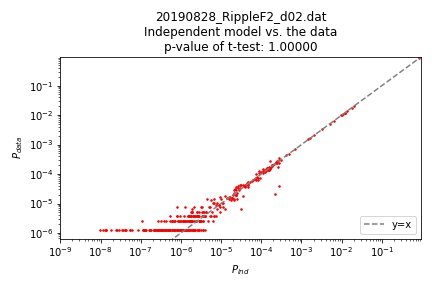 20190828_RippleF2_d02.dat
Independent model vs. the data
p-value of t-test: 1.00000
P_data
10^-1
10^-2
10^-3
10^-4
10^-5
10^-6
y=x
10^-9 10^-8 10^-7 10^-6 10^-5 10^-4 10^-3 10^-2 10^-1
P_ind